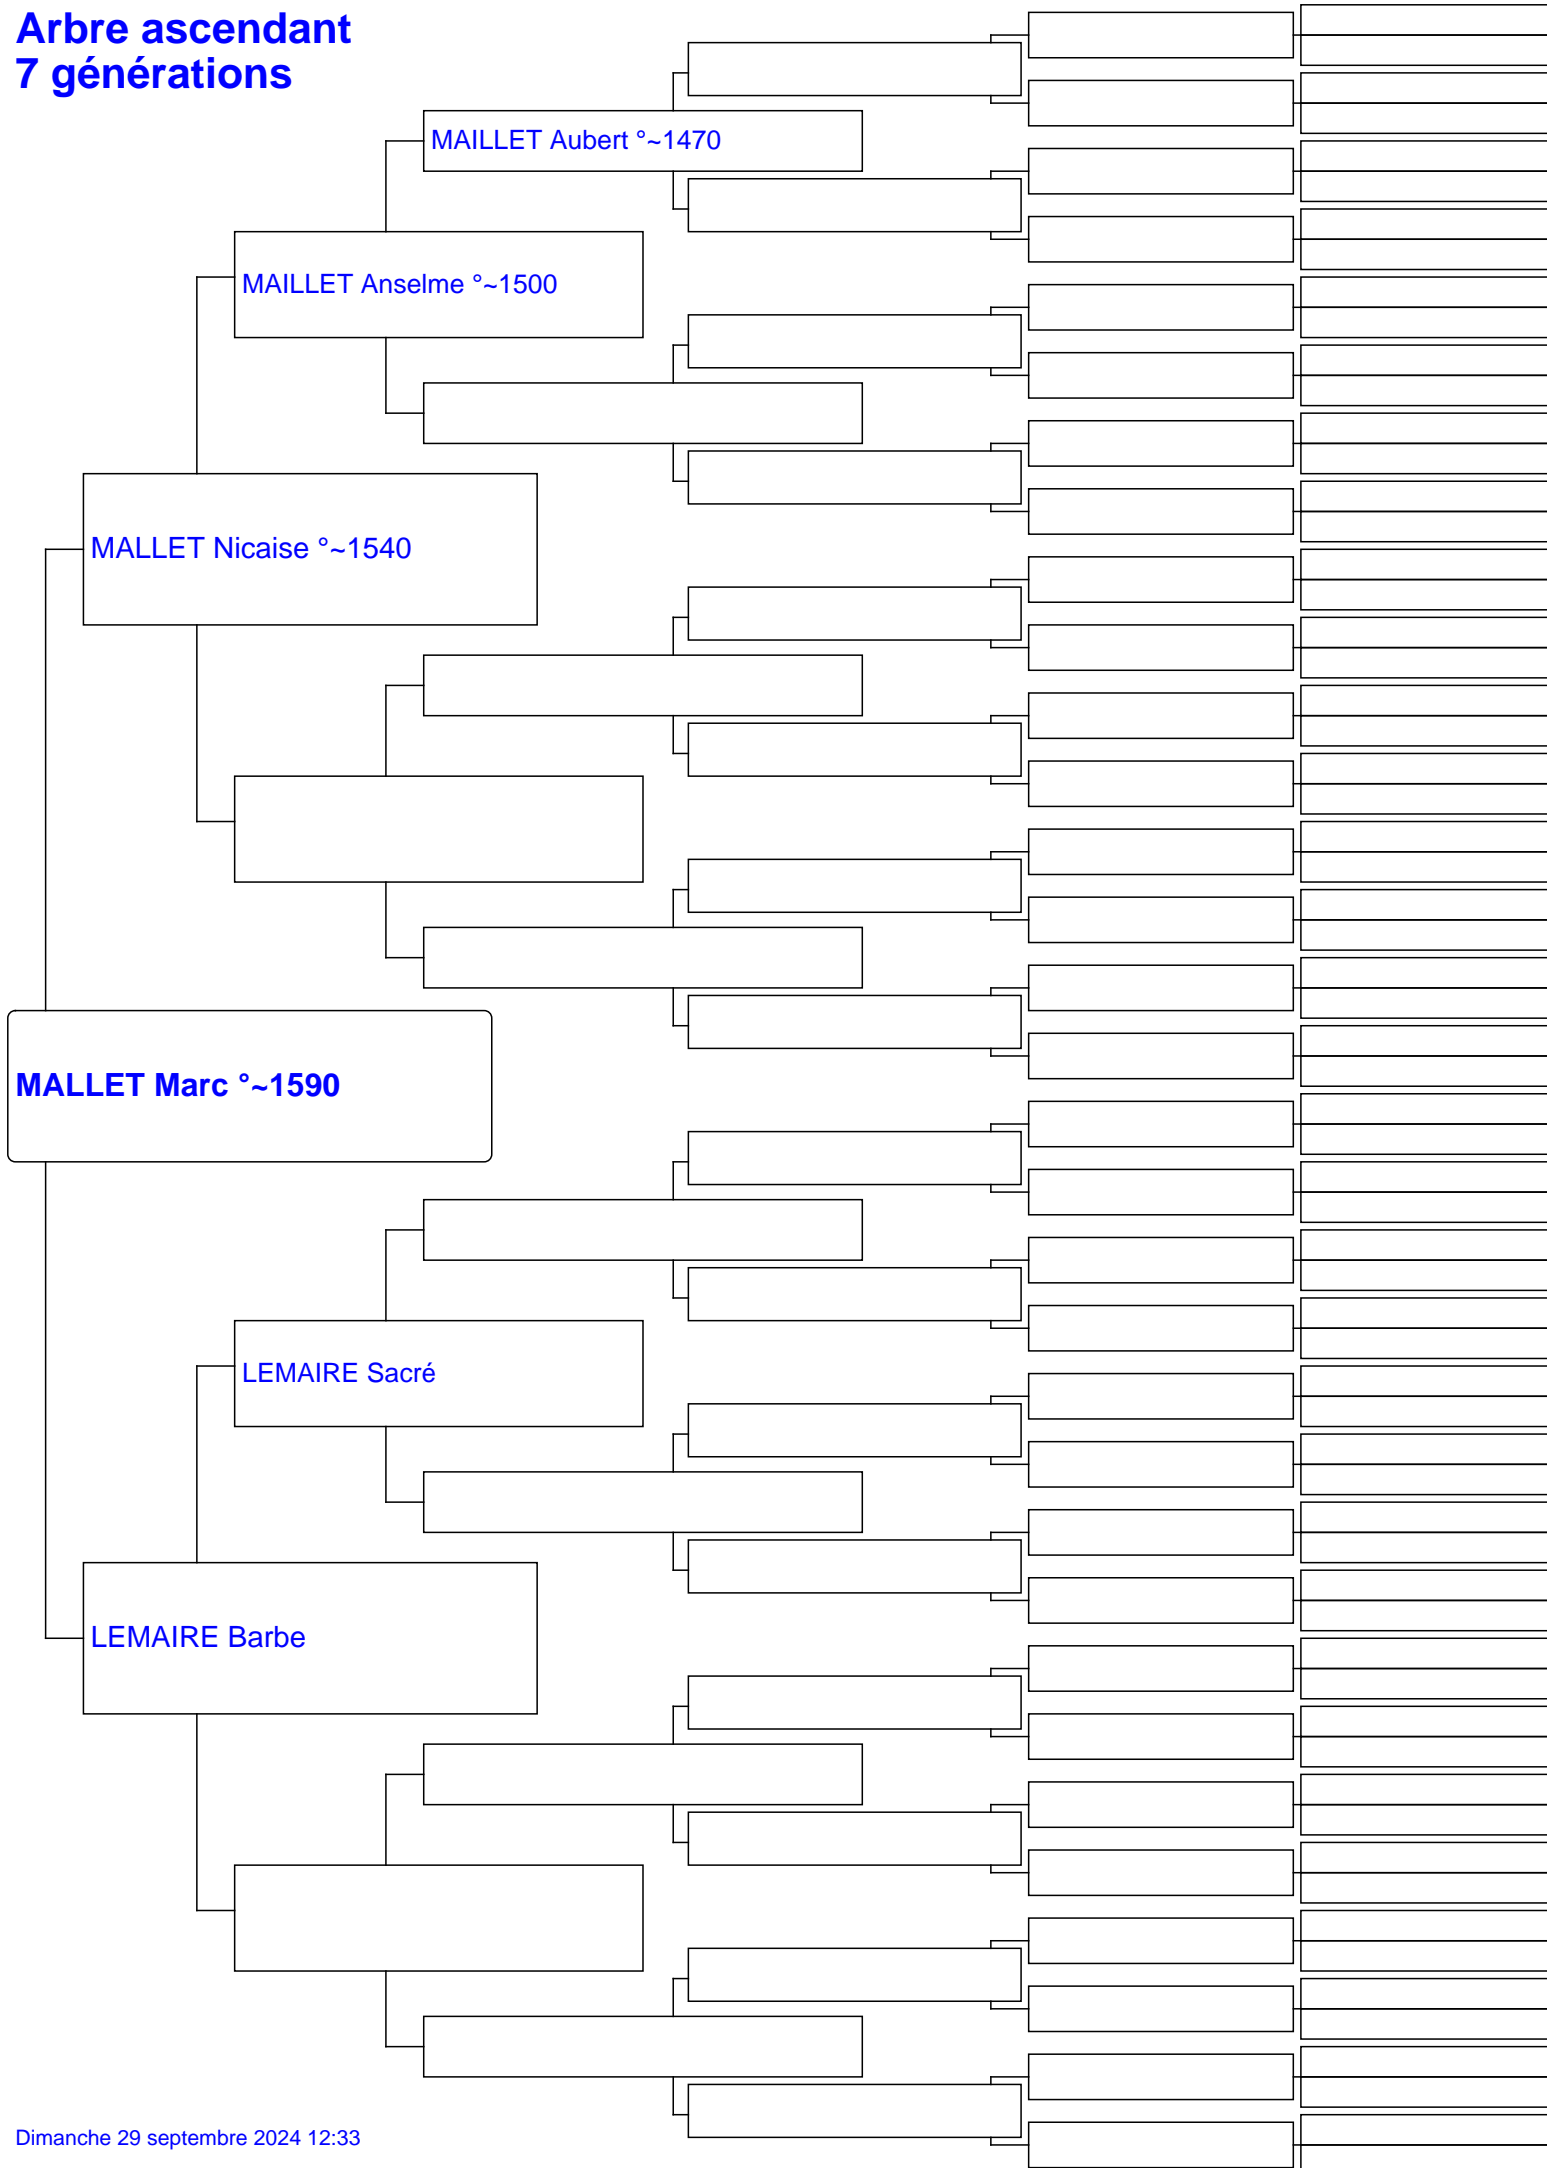 Arbre ascendant
7 générations
MAILLET Aubert °~1470
MAILLET Anselme °~1500
MALLET Nicaise °~1540
MALLET Marc °~1590
LEMAIRE Sacré
LEMAIRE Barbe
Dimanche 29 septembre 2024 12:33